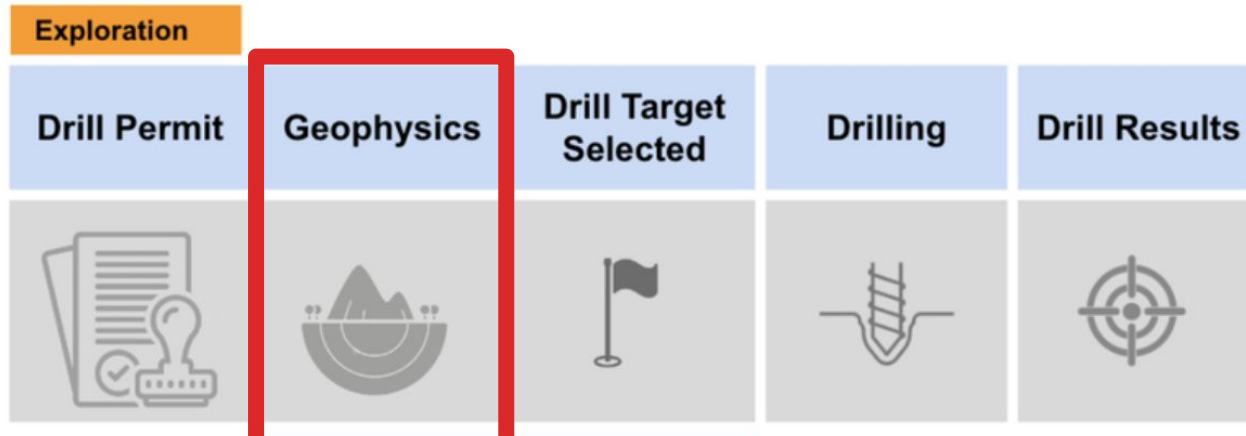 Exploration
Drill Permit
Geophysics
Drill Target
Selected
Drilling
Drill Results